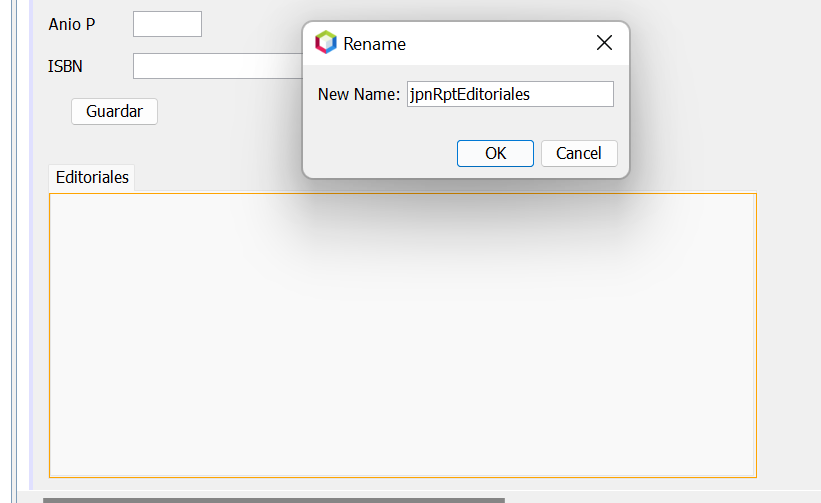 Anio P
ISBN
Guardar
Rename
New Name: jpnRptEditoriales
OK Cancel
Editoriales